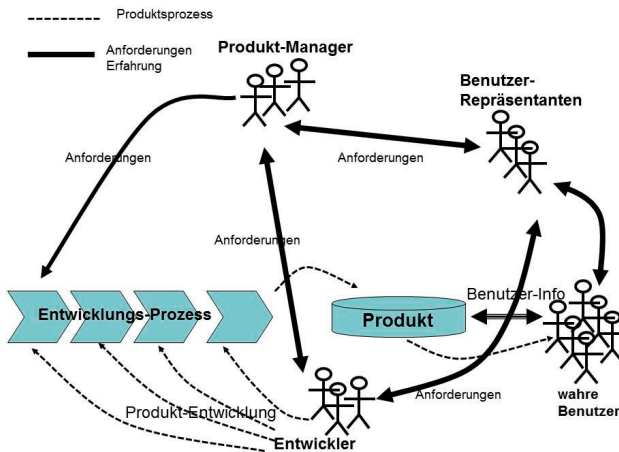 Produktsprozess
Anforderungen
Erfahrung
Produkt-Manager
Benutzer-
Repräsentanten
Anforderungen
Anforderungen
Anforderungen
Entwicklungs-Prozess
Benutzer-Info
Produkt
Produkt-Entwicklung
Anforderungen
wahre
Benutzer
Entwickler